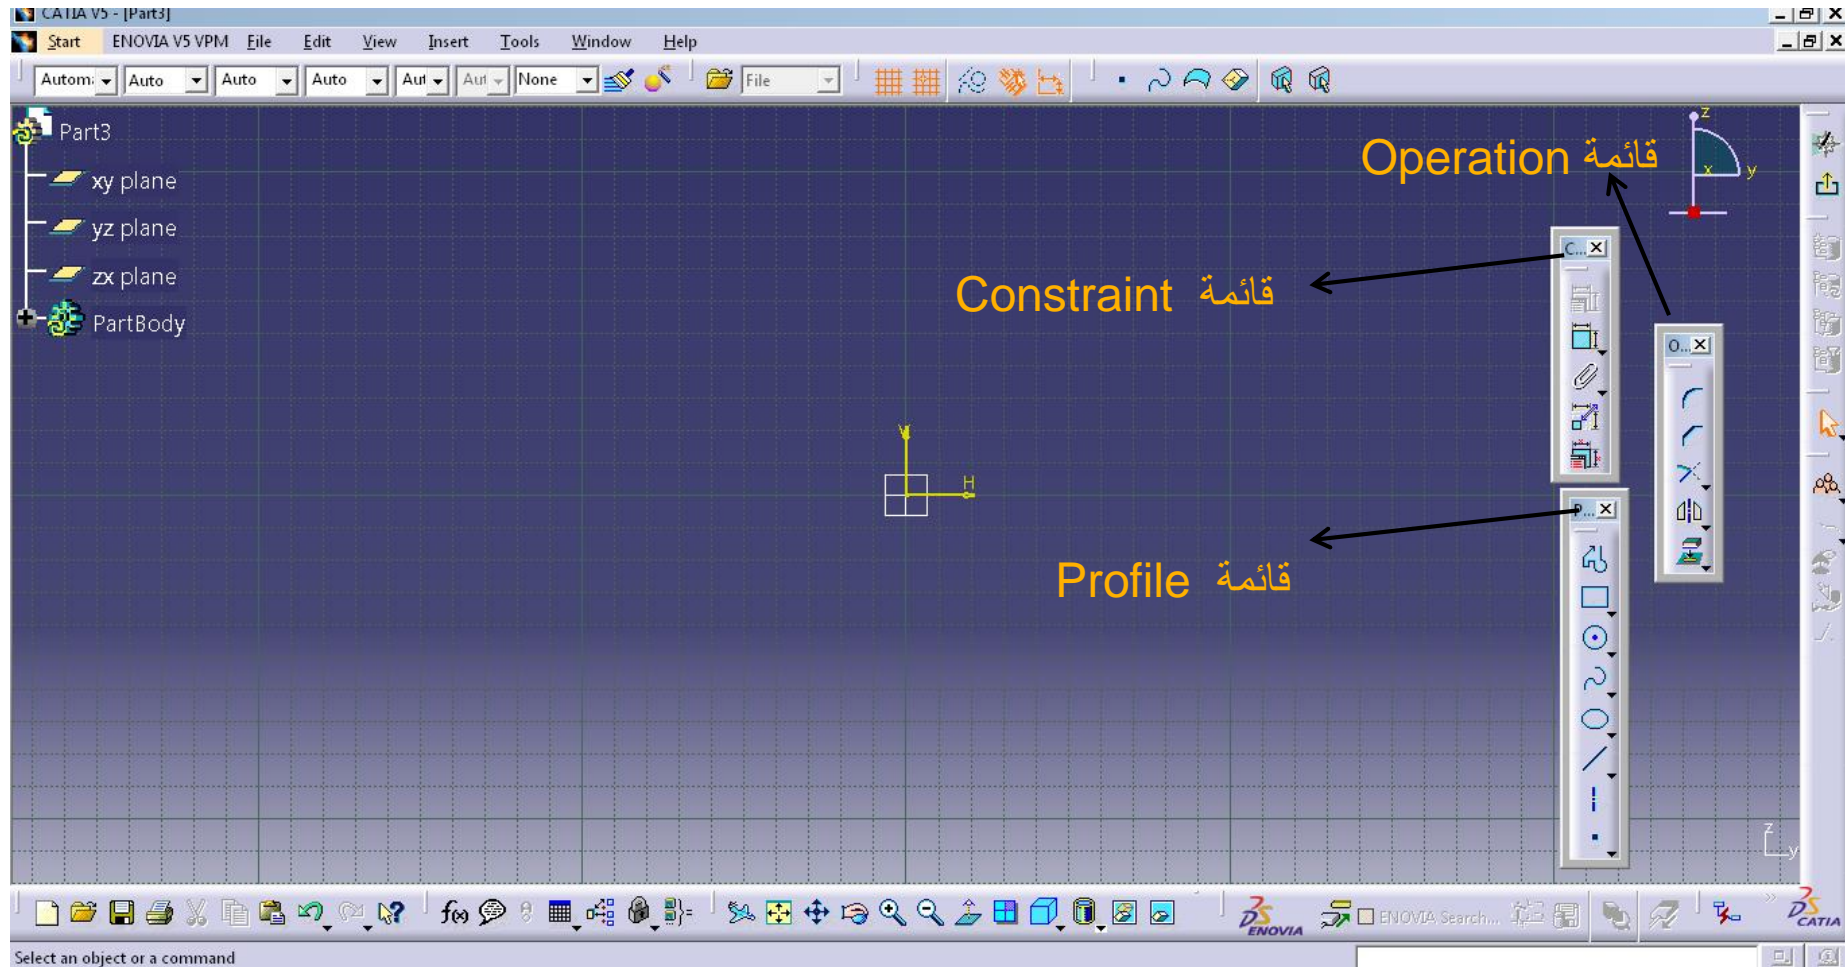 CATIA V5 - [Part3]
Start ENOVIA V5 VPM File Edit View Insert Tools Window Help
Auto Auto Auto Aut Aut None File
Part3
xy plane
yz plane
zx plane
PartBody
z
x y
قائمة Operation
C...
قائمة Constraint
O...
V
H
P...
قائمة Profile
z
y
f(x)
ENOVIA
ENOVIA Search...
CATIA
Select an object or a command